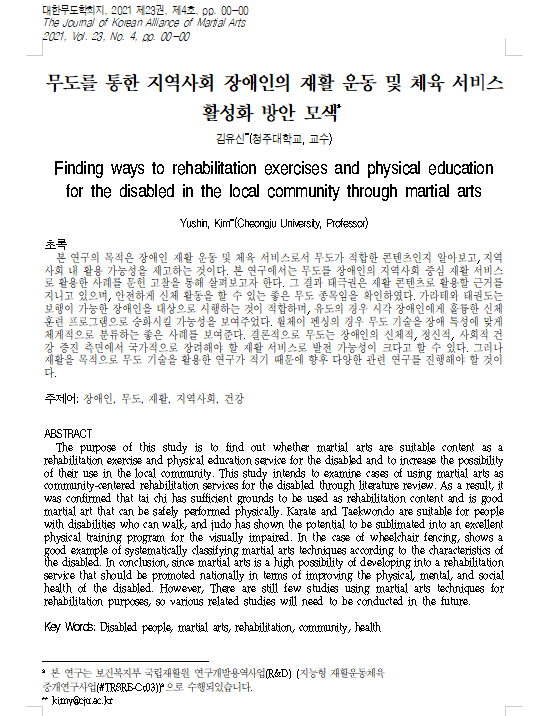 대한무도학회지, 2021 제23권, 제4호, pp. 00-00
The Journal of Korean Alliance of Martial Arts
2021, Vol. 23, No. 4, pp. 00-00
무도를 통한 지역사회 장애인의 재활 운동 및 체육 서비스
활성화 방안 모색*
김유신**(청주대학교, 교수)
Finding ways to rehabilitation exercises and physical education
for the disabled in the local community through martial arts
Yushin, Kim**(Cheongju University, Professor)
초록
본 연구의 목적은 장애인 재활 운동 및 체육 서비스로서 무도가 적합한 콘텐츠인지 알아보고, 지역
사회 내 활용 가능성을 제고하는 것이다. 본 연구에서는 무도를 장애인의 지역사회 중심 재활 서비스
로 활용한 사례를 문헌 고찰을 통해 살펴보고자 한다. 그 결과 태극권은 재활 콘텐츠로 활용할 근거를
지니고 있으며, 안전하게 신체 활동을 할 수 있는 좋은 무도 종목임을 확인하였다. 가라테와 태권도는
보행이 가능한 장애인을 대상으로 시행하는 것이 적합하며, 유도의 경우 시각 장애인에게 훌륭한 신체
훈련 프로그램으로 승화시킬 가능성을 보여주었다. 휠체어 펜싱의 경우 무도 기술을 장애 특성에 맞게
체계적으로 분류하는 좋은 사례를 보여준다. 결론적으로 무도는 장애인의 신체적, 정신적, 사회적 건
강 증진 측면에서 국가적으로 장려해야 할 재활 서비스로 발전 가능성이 크다고 할 수 있다. 그러나
재활을 목적으로 무도 기술을 활용한 연구가 적기 때문에 향후 다양한 관련 연구를 진행해야 할 것이
다.
주제어: 장애인, 무도, 재활, 지역사회, 건강
ABSTRACT
The purpose of this study is to find out whether martial arts are suitable content as a
rehabilitation exercise and physical education service for the disabled and to increase the possibility
of their use in the local community. This study intends to examine cases of using martial arts as
community-centered rehabilitation services for the disabled through literature review. As a result, it
was confirmed that tai chi has sufficient grounds to be used as rehabilitation content and is good
martial art that can be safely performed physically. Karate and Taekwondo are suitable for people
with disabilities who can walk, and judo has shown the potential to be sublimated into an excellent
physical training program for the visually impaired. In the case of wheelchair fencing, shows a
good example of systematically classifying martial arts techniques according to the characteristics of
the disabled. In conclusion, since martial arts is a high possibility of developing into a rehabilitation
service that should be promoted nationally in terms of improving the physical, mental, and social
health of the disabled. However, There are still few studies using martial arts techniques for
rehabilitation purposes, so various related studies will need to be conducted in the future.
Key Words: Disabled people, martial arts, rehabilitation, community, health
* 본 연구는 보건복지부 국립재활원 연구개발용역사업(R&D) (지능형 재활운동체육
중개연구사업(#TRSRE-Co03))*으로 수행되었습니다.
** kimy@cju.ac.kr